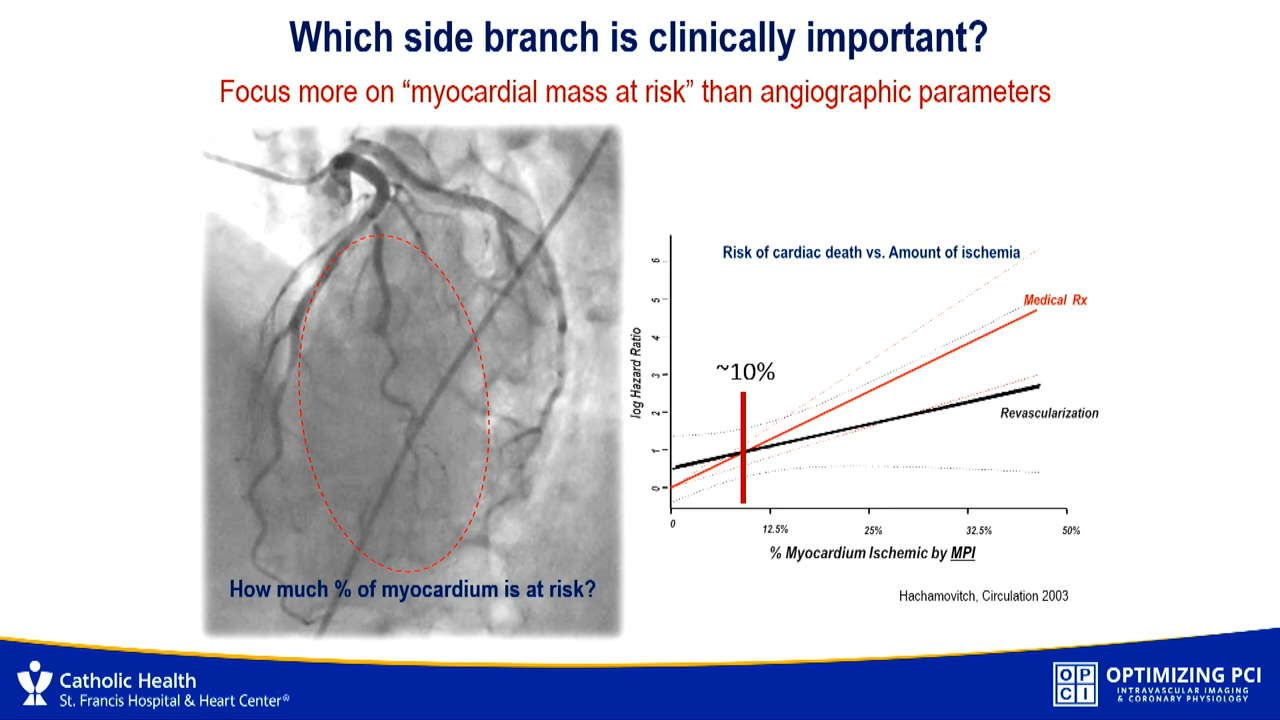 Which side branch is clinically important?
Focus more on “myocardial mass at risk” than angiographic parameters
How much % of myocardium is at risk?
Risk of cardiac death vs. Amount of ischemia
Medical Rx
~10%
Revascularization
log Hazard Ratio
6
5
4
3
2
1
0
0 12.5% 25% 32.5% 50%
% Myocardium Ischemic by MPI
Hachamovitch, Circulation 2003
Catholic Health
St. Francis Hospital & Heart Center®
OP
CI
OPTIMIZING PCI
INTRAVASCULAR IMAGING
& CORONARY PHYSIOLOGY